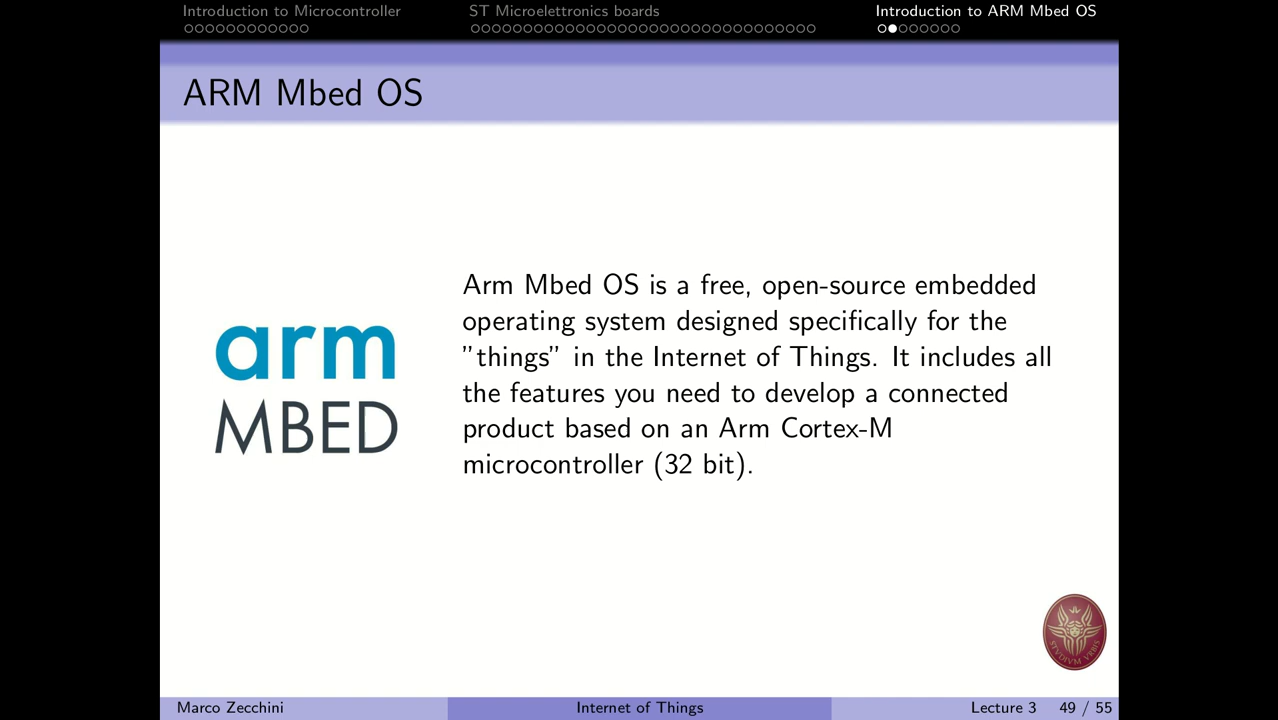 Introduction to Microcontroller
ST Microelettronics boards
Introduction to ARM Mbed OS
ARM Mbed OS
arm
MBED
Arm Mbed OS is a free, open-source embedded
operating system designed specifically for the
”things” in the Internet of Things. It includes all
the features you need to develop a connected
product based on an Arm Cortex-M
microcontroller (32 bit).
STVDIVM VRBIS
Marco Zecchini
Internet of Things
Lecture 3
49 / 55